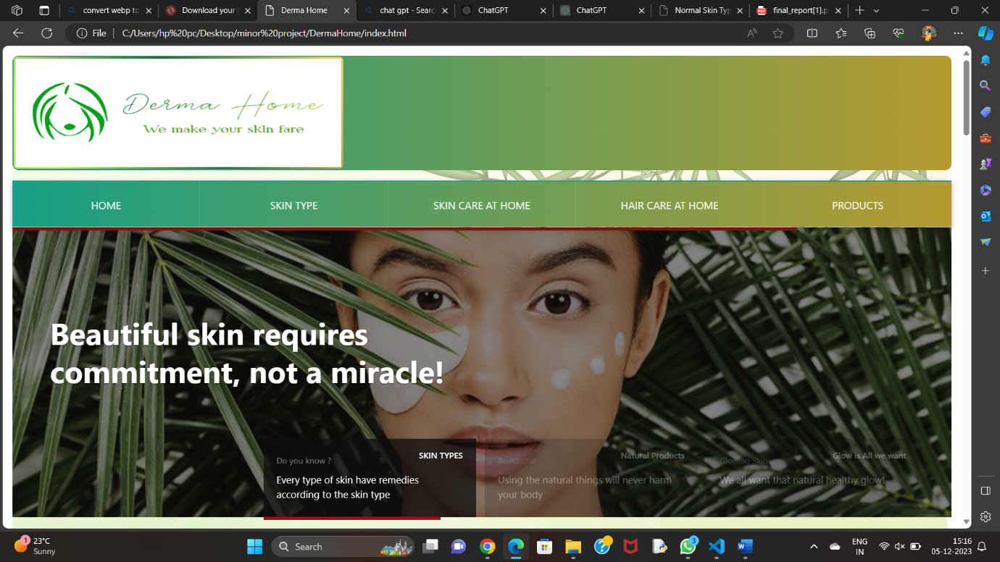 convert webp to
Download your
Derma Home
chat gpt - Search
ChatGPT
ChatGPT
Normal Skin Typ
final_report[1].p
File
C:/Users/hp%20pc/Desktop/minor%20project/DermaHome/index.html
Derma Home
We make your skin fare
HOME
SKIN TYPE
SKIN CARE AT HOME
HAIR CARE AT HOME
PRODUCTS
Beautiful skin requires
commitment, not a miracle!
Do you know ?
SKIN TYPES
Every type of skin have remedies
according to the skin type
Be natural
Natural Products
Using the natural things will never harm
your body
Glowing Skin
Glow is All we want
We all want that natural healthy glow!
1
23°C
Sunny
Search
3
ENG
IN
15:16
05-12-2023